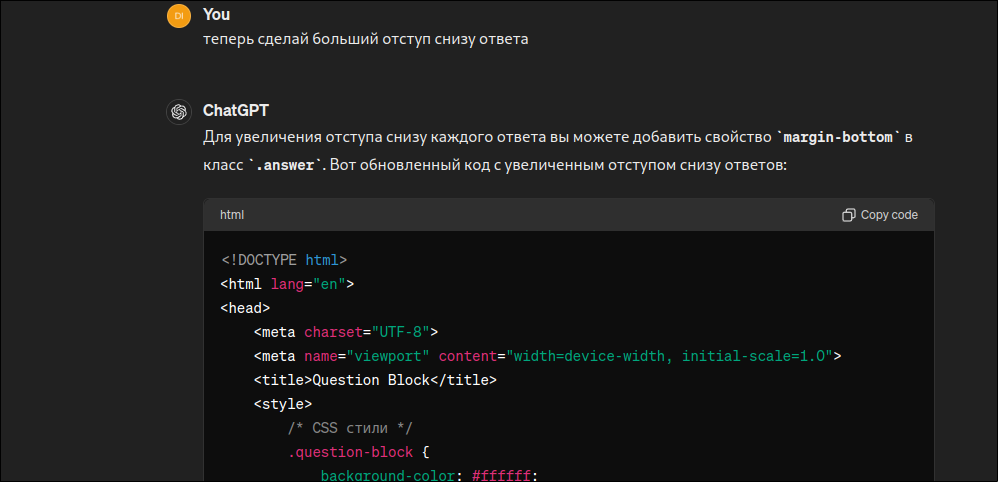 DI
You
теперь сделай больший отступ снизу ответа
ChatGPT
Для увеличения отступа снизу каждого ответа вы можете добавить свойство `margin-bottom` в
класс `.answer`. Вот обновленный код с увеличенным отступом снизу ответов:
html
Copy code
<!DOCTYPE html>
<html lang="en">
<head>
    <meta charset="UTF-8">
    <meta name="viewport" content="width=device-width, initial-scale=1.0">
    <title>Question Block</title>
    <style>
        /* CSS стили */
        .question-block {
            background-color: #ffffff;